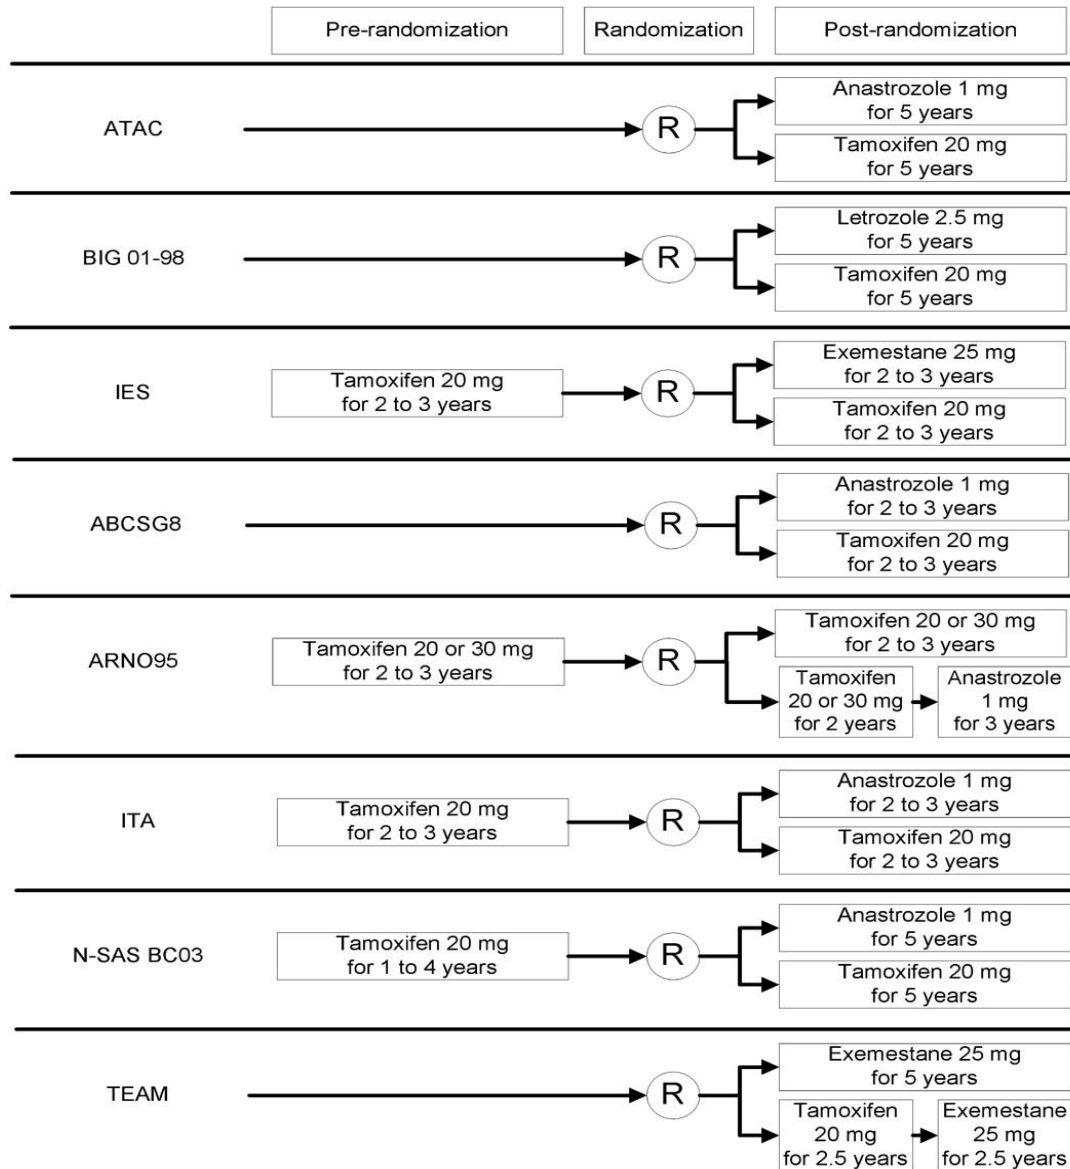 Pre-randomization
Randomization
Post-randomization
ATAC
R
Anastrozole 1 mg
for 5 years
Tamoxifen 20 mg
for 5 years
BIG 01-98
R
Letrozole 2.5 mg
for 5 years
Tamoxifen 20 mg
for 5 years
IES
Tamoxifen 20 mg
for 2 to 3 years
R
Exemestane 25 mg
for 2 to 3 years
Tamoxifen 20 mg
for 2 to 3 years
ABCSG8
R
Anastrozole 1 mg
for 2 to 3 years
Tamoxifen 20 mg
for 2 to 3 years
ARNO95
Tamoxifen 20 or 30 mg
for 2 to 3 years
R
Tamoxifen 20 or 30 mg
for 2 to 3 years
Tamoxifen
20 or 30 mg
for 2 years
Anastrozole
1 mg
for 3 years
ITA
Tamoxifen 20 mg
for 2 to 3 years
R
Anastrozole 1 mg
for 2 to 3 years
Tamoxifen 20 mg
for 2 to 3 years
N-SAS BC03
Tamoxifen 20 mg
for 1 to 4 years
R
Anastrozole 1 mg
for 5 years
Tamoxifen 20 mg
for 5 years
TEAM
R
Exemestane 25 mg
for 5 years
Tamoxifen
20 mg
for 2.5 years
Exemestane
25 mg
for 2.5 years